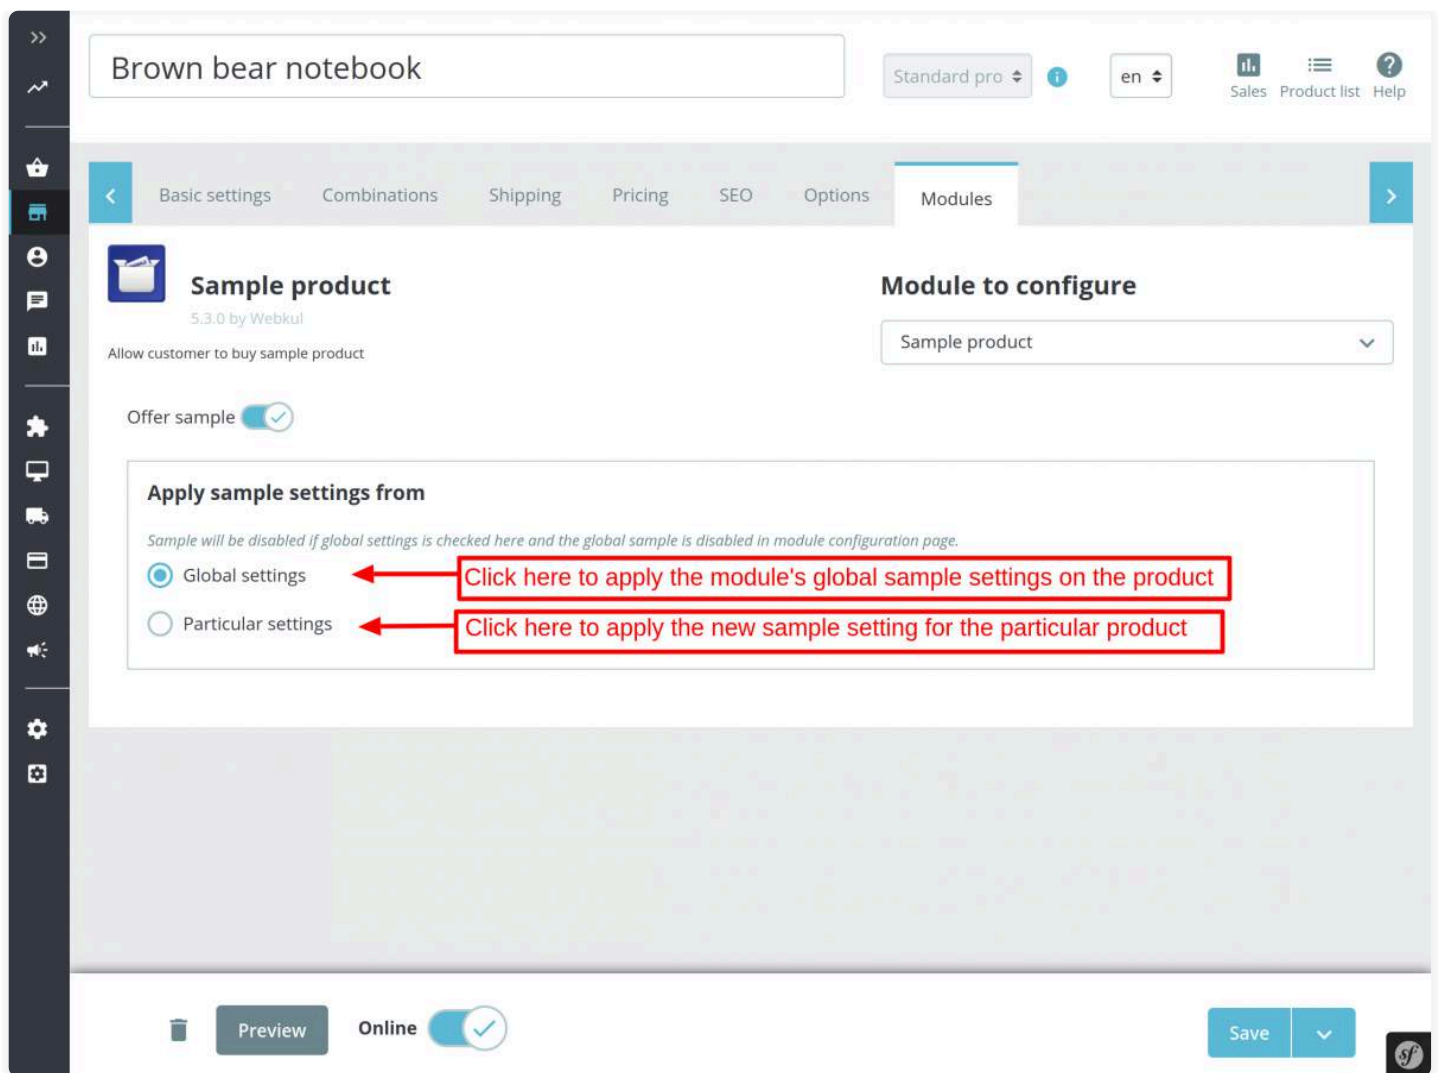 Brown bear notebook
Standard pro
en
Sales Product list Help
Basic settings Combinations Shipping Pricing SEO Options Modules
Sample product
5.3.0 by Webkul
Allow customer to buy sample product
Module to configure
Sample product
Offer sample
Apply sample settings from
Sample will be disabled if global settings is checked here and the global sample is disabled in module configuration page.
Global settings
Click here to apply the module's global sample settings on the product
Particular settings
Click here to apply the new sample setting for the particular product
Preview
Online
Save
sf